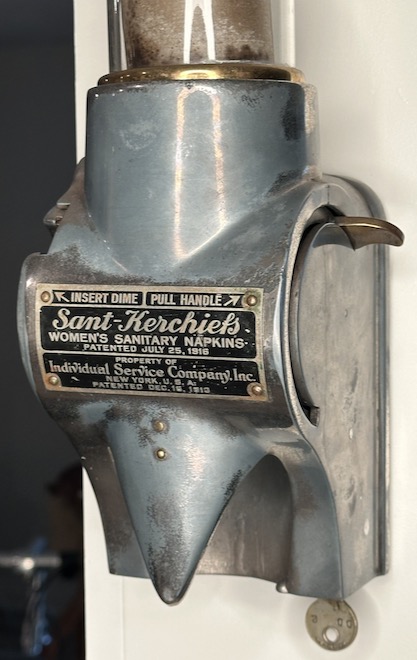 INSERT DIME PULL HANDLE
Sant-Kerchiefs
WOMEN'S SANITARY NAPKINS
PATENTED JULY 25, 1916
PROPERTY OF
Individual Service Company, Inc.
NEW YORK, U.S.A.
PATENTED DEC. 16, 1913